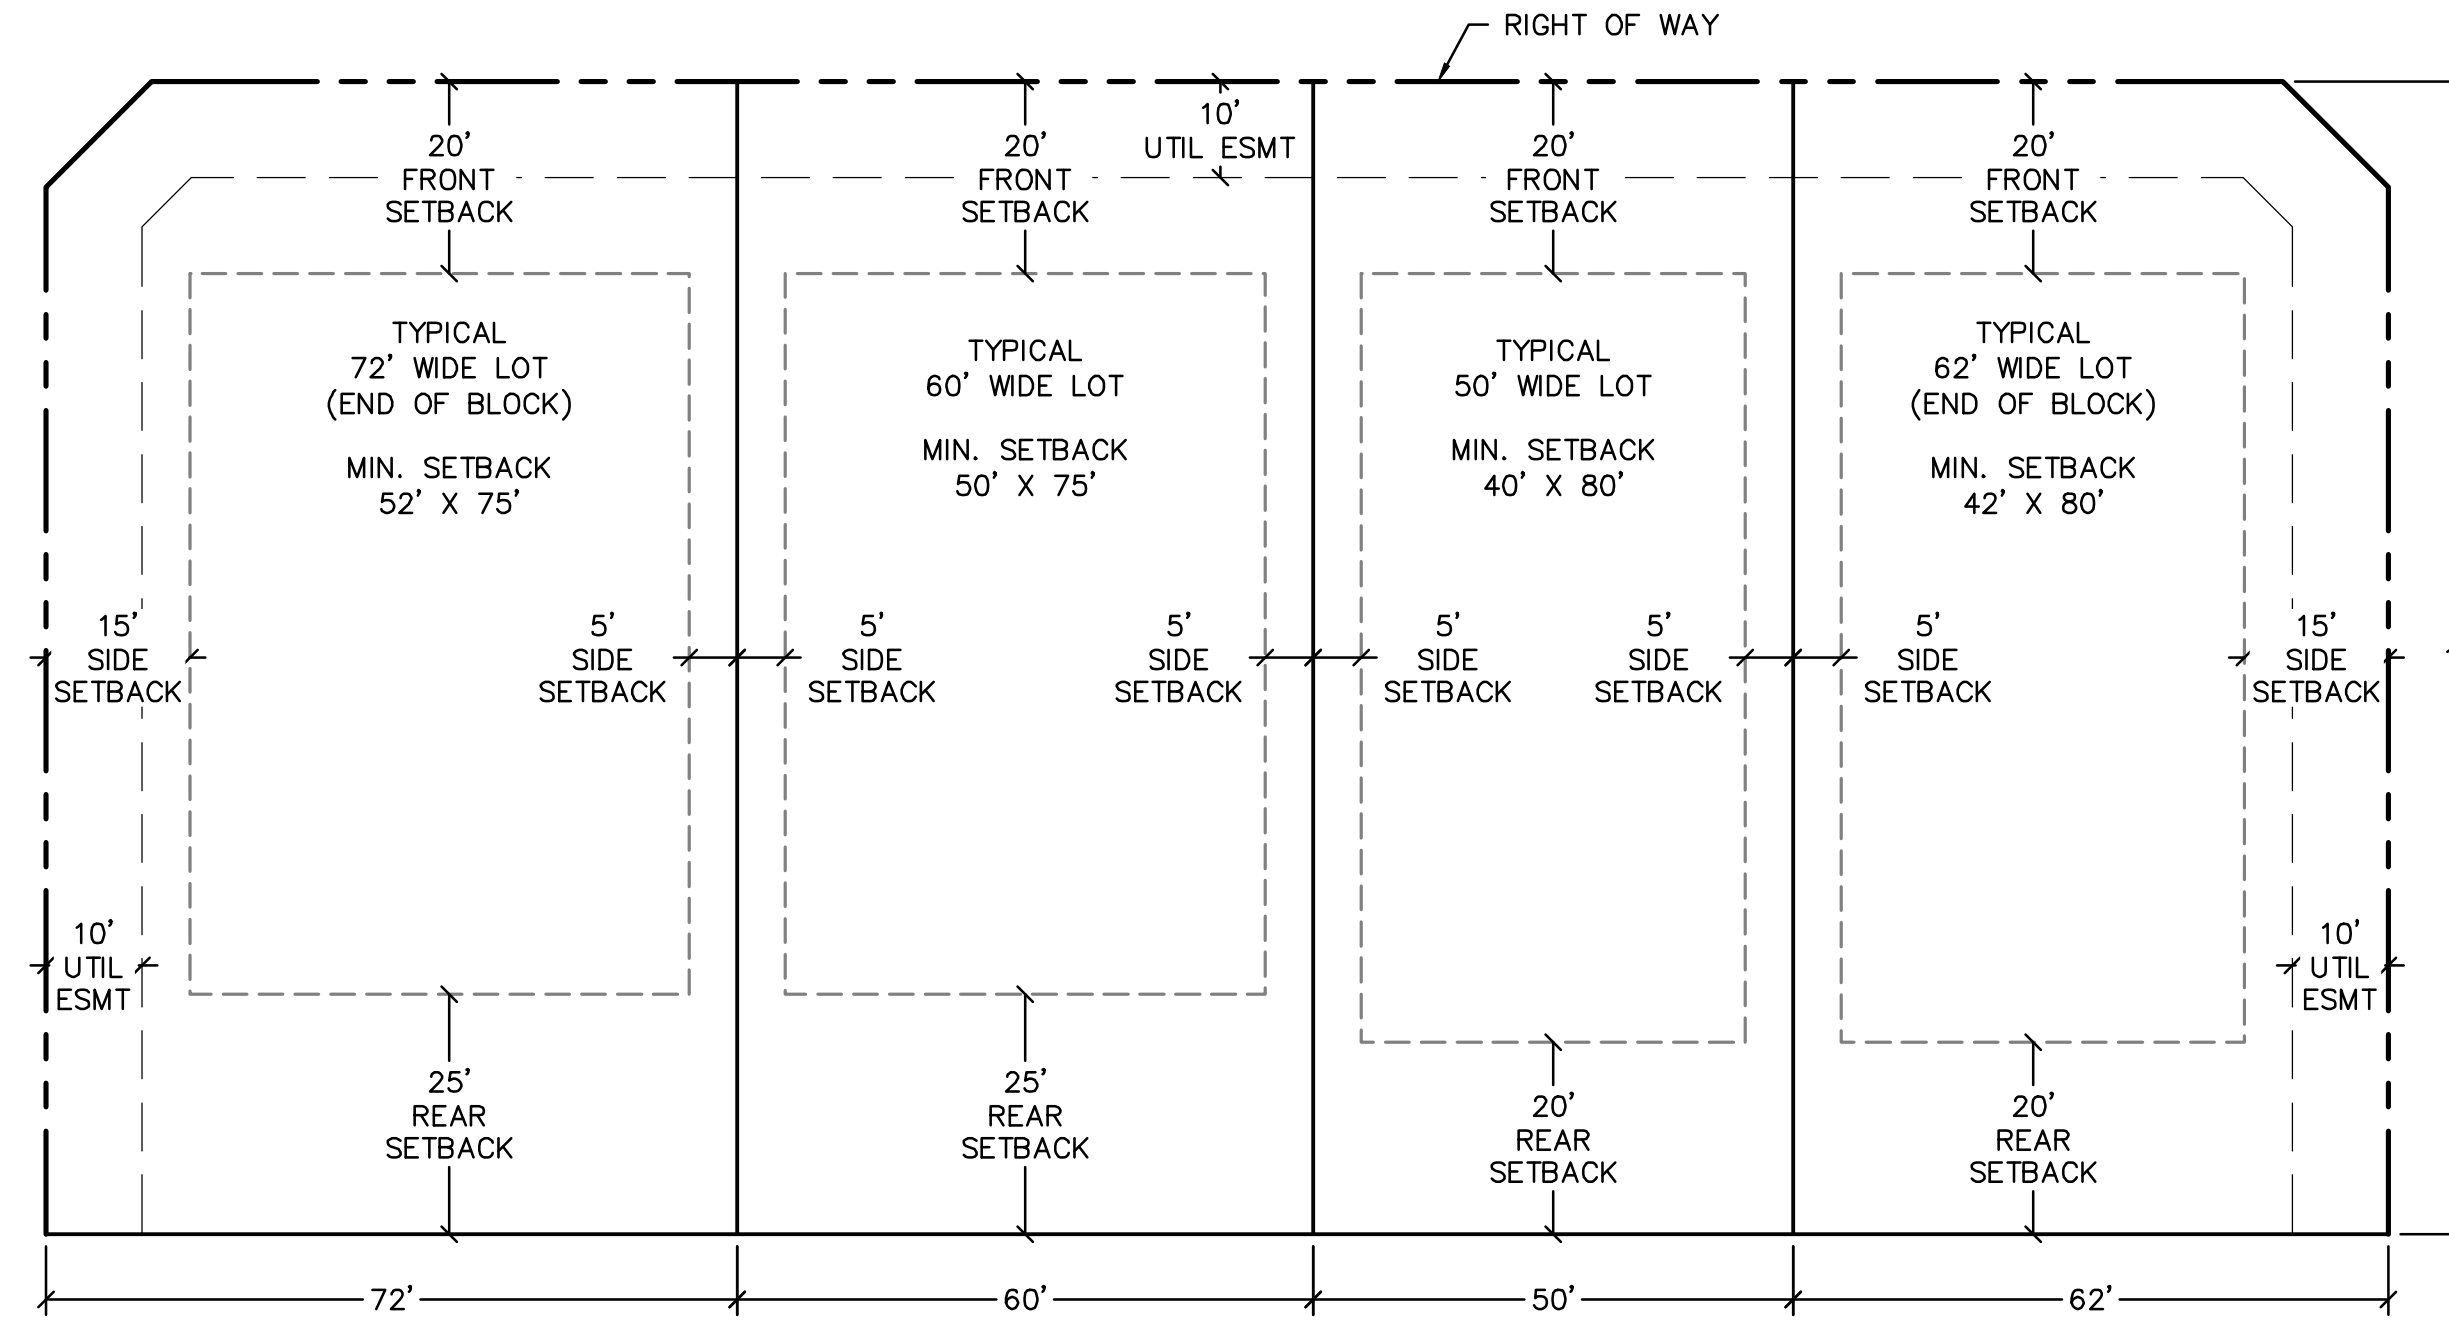 RIGHT OF WAY
20'
FRONT
SETBACK
20'
FRONT
SETBACK
10'
UTIL ESMT
20'
FRONT
SETBACK
20'
FRONT
SETBACK
TYPICAL
72' WIDE LOT
(END OF BLOCK)
MIN. SETBACK
52' X 75'
TYPICAL
60' WIDE LOT
MIN. SETBACK
50' X 75'
TYPICAL
50' WIDE LOT
MIN. SETBACK
40' X 80'
TYPICAL
62' WIDE LOT
(END OF BLOCK)
MIN. SETBACK
42' X 80'
15'
SIDE
SETBACK
5'
SIDE
SETBACK
5'
SIDE
SETBACK
5'
SIDE
SETBACK
5'
SIDE
SETBACK
5'
SIDE
SETBACK
5'
SIDE
SETBACK
15'
SIDE
SETBACK
10'
UTIL
ESMT
10'
UTIL
ESMT
25'
REAR
SETBACK
25'
REAR
SETBACK
20'
REAR
SETBACK
20'
REAR
SETBACK
72'
60'
50'
62'